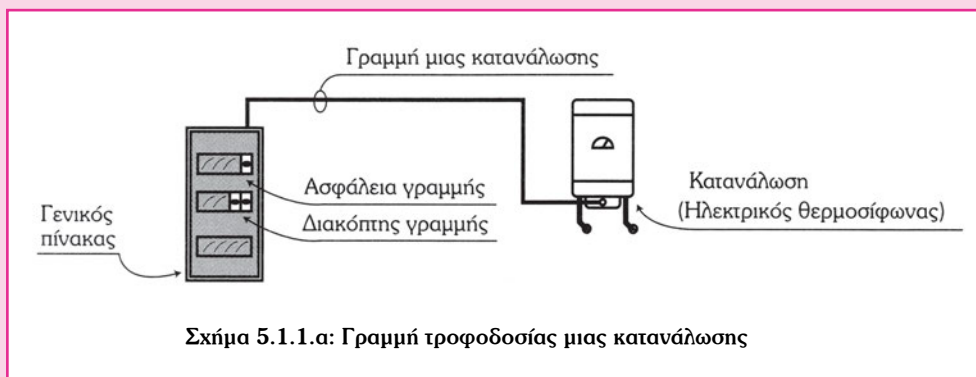 Γραμμή μιας κατανάλωσης
Ασφάλεια γραμμής
Διακόπτης γραμμής
Γενικός
πίνακας
Κατανάλωση
(Ηλεκτρικός θερμοσίφωνας)
Σχήμα 5.1.1.α: Γραμμή τροφοδοσίας μιας κατανάλωσης